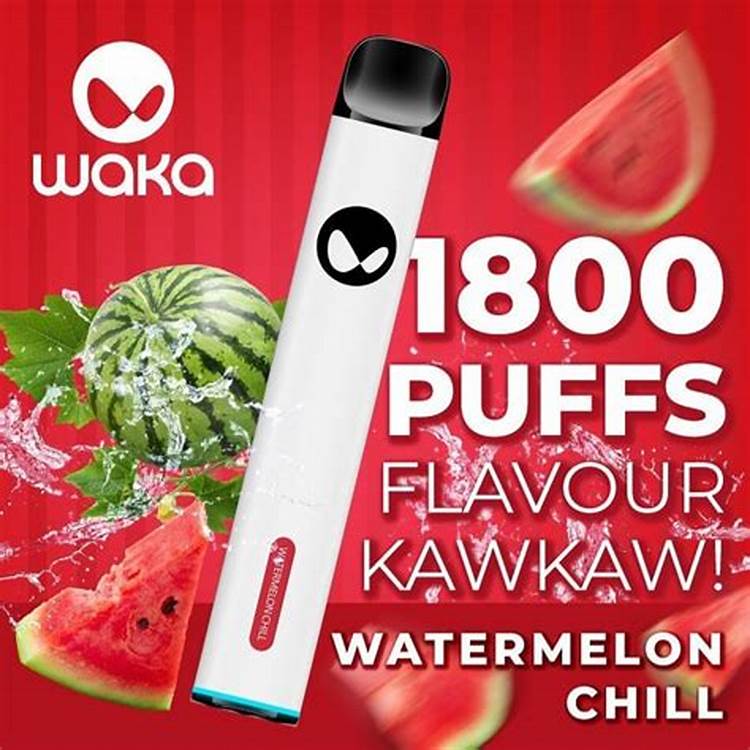 waka
1800
PUFFS
FLAVOUR
KAWKAW!
WATERMELON CHILL
WATERMELON
CHILL